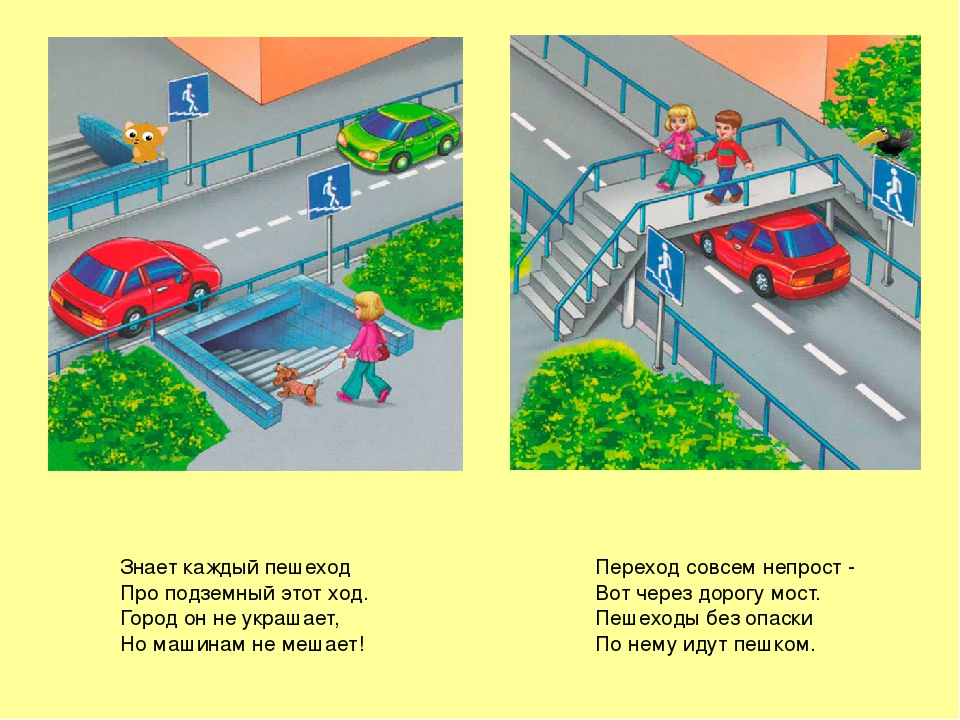 Знает каждый пешеход
Про подземный этот ход.
Город он не украшает,
Но машинам не мешает!
Переход совсем непрост -
Вот через дорогу мост.
Пешеходы без опаски
По нему идут пешком.